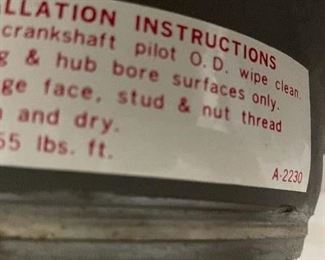 LLATION INSTRUCTIONS
crankshaft pilot O.D. wipe clean.
g & hub bore surfaces only.
ge face, stud & nut thread
and dry.
55 lbs. ft.
A-2230